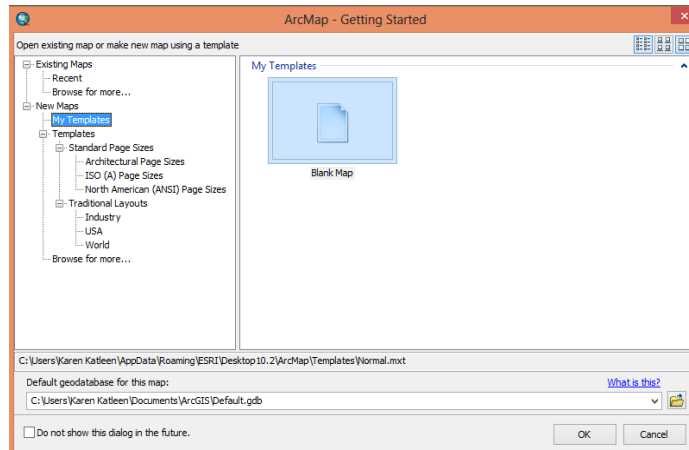 ArcMap - Getting Started
Open existing map or make new map using a template
Existing Maps
Recent
Browse for more...
New Maps
My Templates
Templates
Standard Page Sizes
Architectural Page Sizes
ISO (A) Page Sizes
North American (ANSI) Page Sizes
Traditional Layouts
Industry
USA
World
Browse for more...
My Templates
Blank Map
C:\Users\Karen Katleen\AppData\Roaming\ESRI\Desktop10.2\ArcMap\Templates\Normal.mxt
Default geodatabase for this map:
What is this?
C:\Users\Karen Katleen\Documents\ArcGIS\Default.gdb
Do not show this dialog in the future.
OK
Cancel